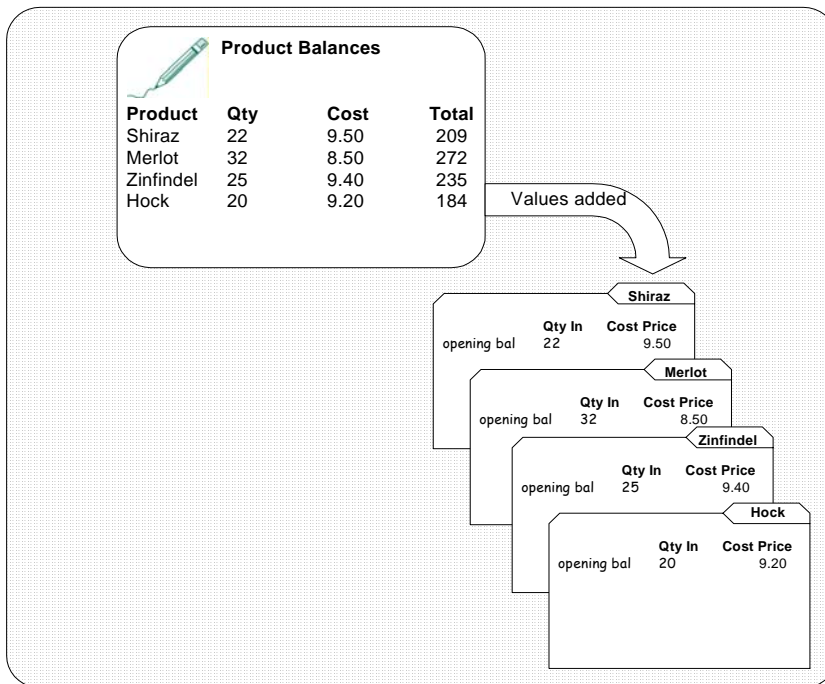 Product Balances
Product Qty Cost Total
Shiraz 22 9.50 209
Merlot 32 8.50 272
Zinfindel 25 9.40 235
Hock 20 9.20 184
Values added
Shiraz
Qty In Cost Price
opening bal 22 9.50
Merlot
Qty In Cost Price
opening bal 32 8.50
Zinfindel
Qty In Cost Price
opening bal 25 9.40
Hock
Qty In Cost Price
opening bal 20 9.20